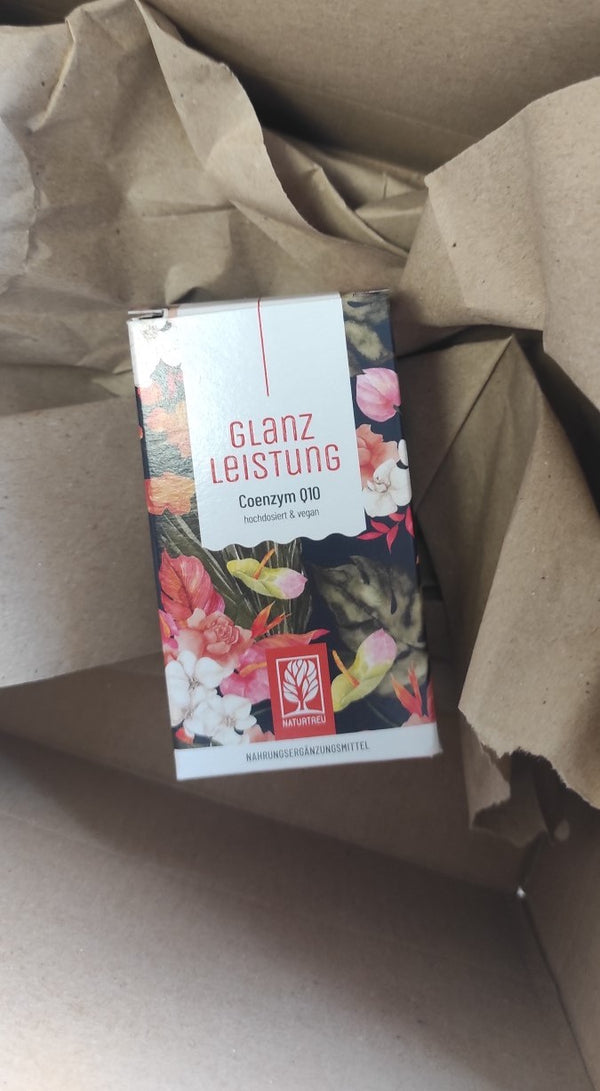 GLANZ
LEISTUNG
Coenzym Q10
hochdosiert & vegan
NATURTREU
NAHRUNGSERGÄNZUNGSMITTEL